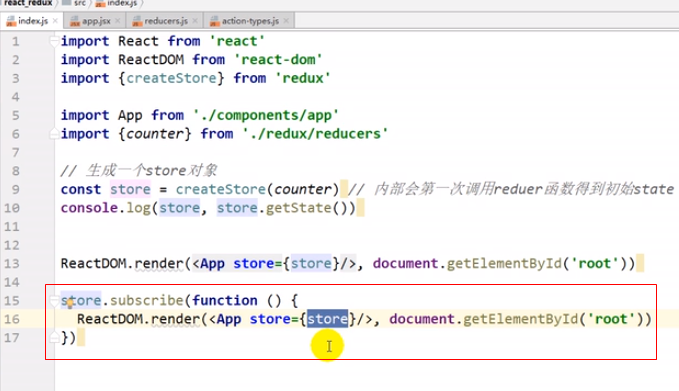 react_redux src index.js
index.js app.jsx reducers.js action-types.js
1 import React from 'react'
2 import ReactDOM from 'react-dom'
3 import {createStore} from 'redux'
4
5 import App from './components/app'
6 import {counter} from './redux/reducers'
7
8 // 生成一个store对象
9 const store = createStore(counter) // 内部会第一次调用reduer函数得到初始state
10 console.log(store, store.getState())
11
12
13 ReactDOM.render(<App store={store}/>, document.getElementById('root'))
14
15 store.subscribe(function () {
16 ReactDOM.render(<App store={store}/>, document.getElementById('root'))
17 })